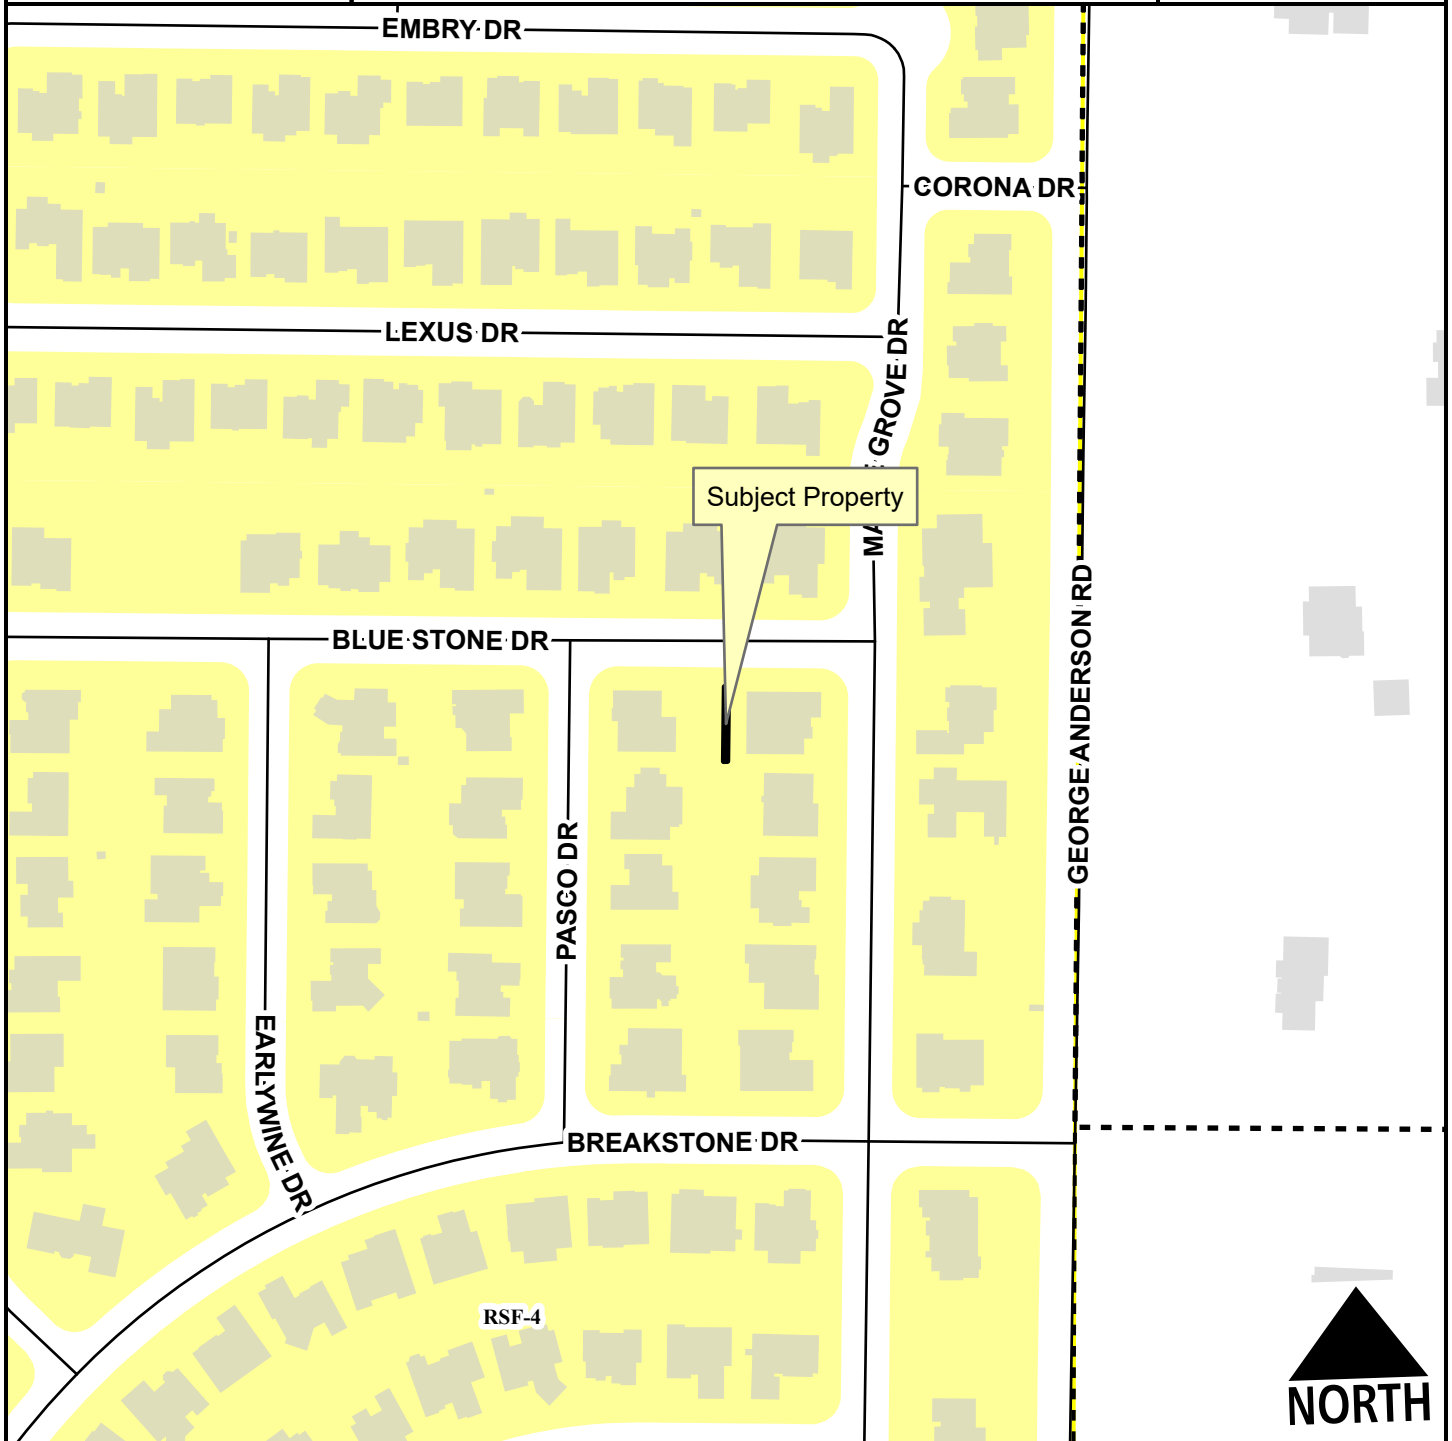 EMBRY DR
CORONA DR
LEXUS DR
GROVE DR
Subject Property
BLUE STONE DR
GEORGE ANDERSON RD
PASCO DR
EARLYWINE DR
BREAKSTONE DR
RSF-4
NORTH